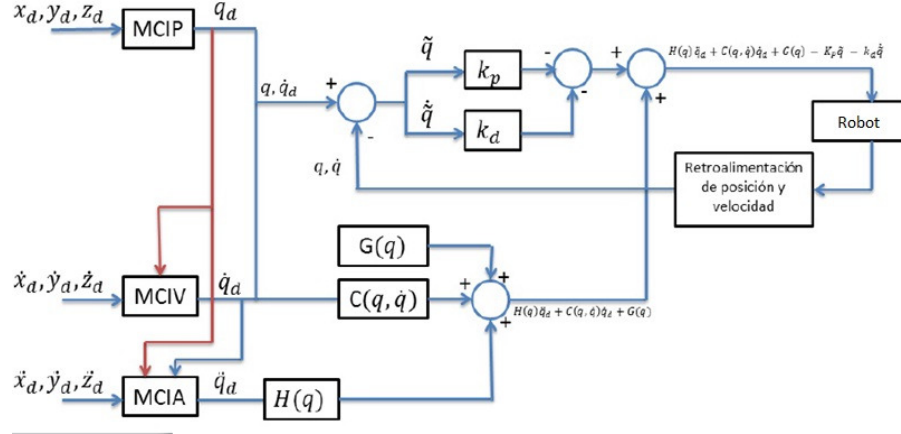 x_d, y_d, z_d
MCIP
q_d
q̃
k_p
-
-
+
+
H(q)q̈_d + C(q, q̇)q̇_d + G(q) − K_p q̃ − k_d q̃̇
q, q̇_d
+
-
q̃̇
k_d
Robot
q, q̇
Retroalimentación
de posición y
velocidad
G(q)
ẋ_d, ẏ_d, ż_d
MCIV
q̇_d
C(q, q̇)
+
+
+
H(q)q̈_d + C(q, q̇)q̇_d + G(q)
ẍ_d, ÿ_d, z̈_d
MCIA
q̈_d
H(q)